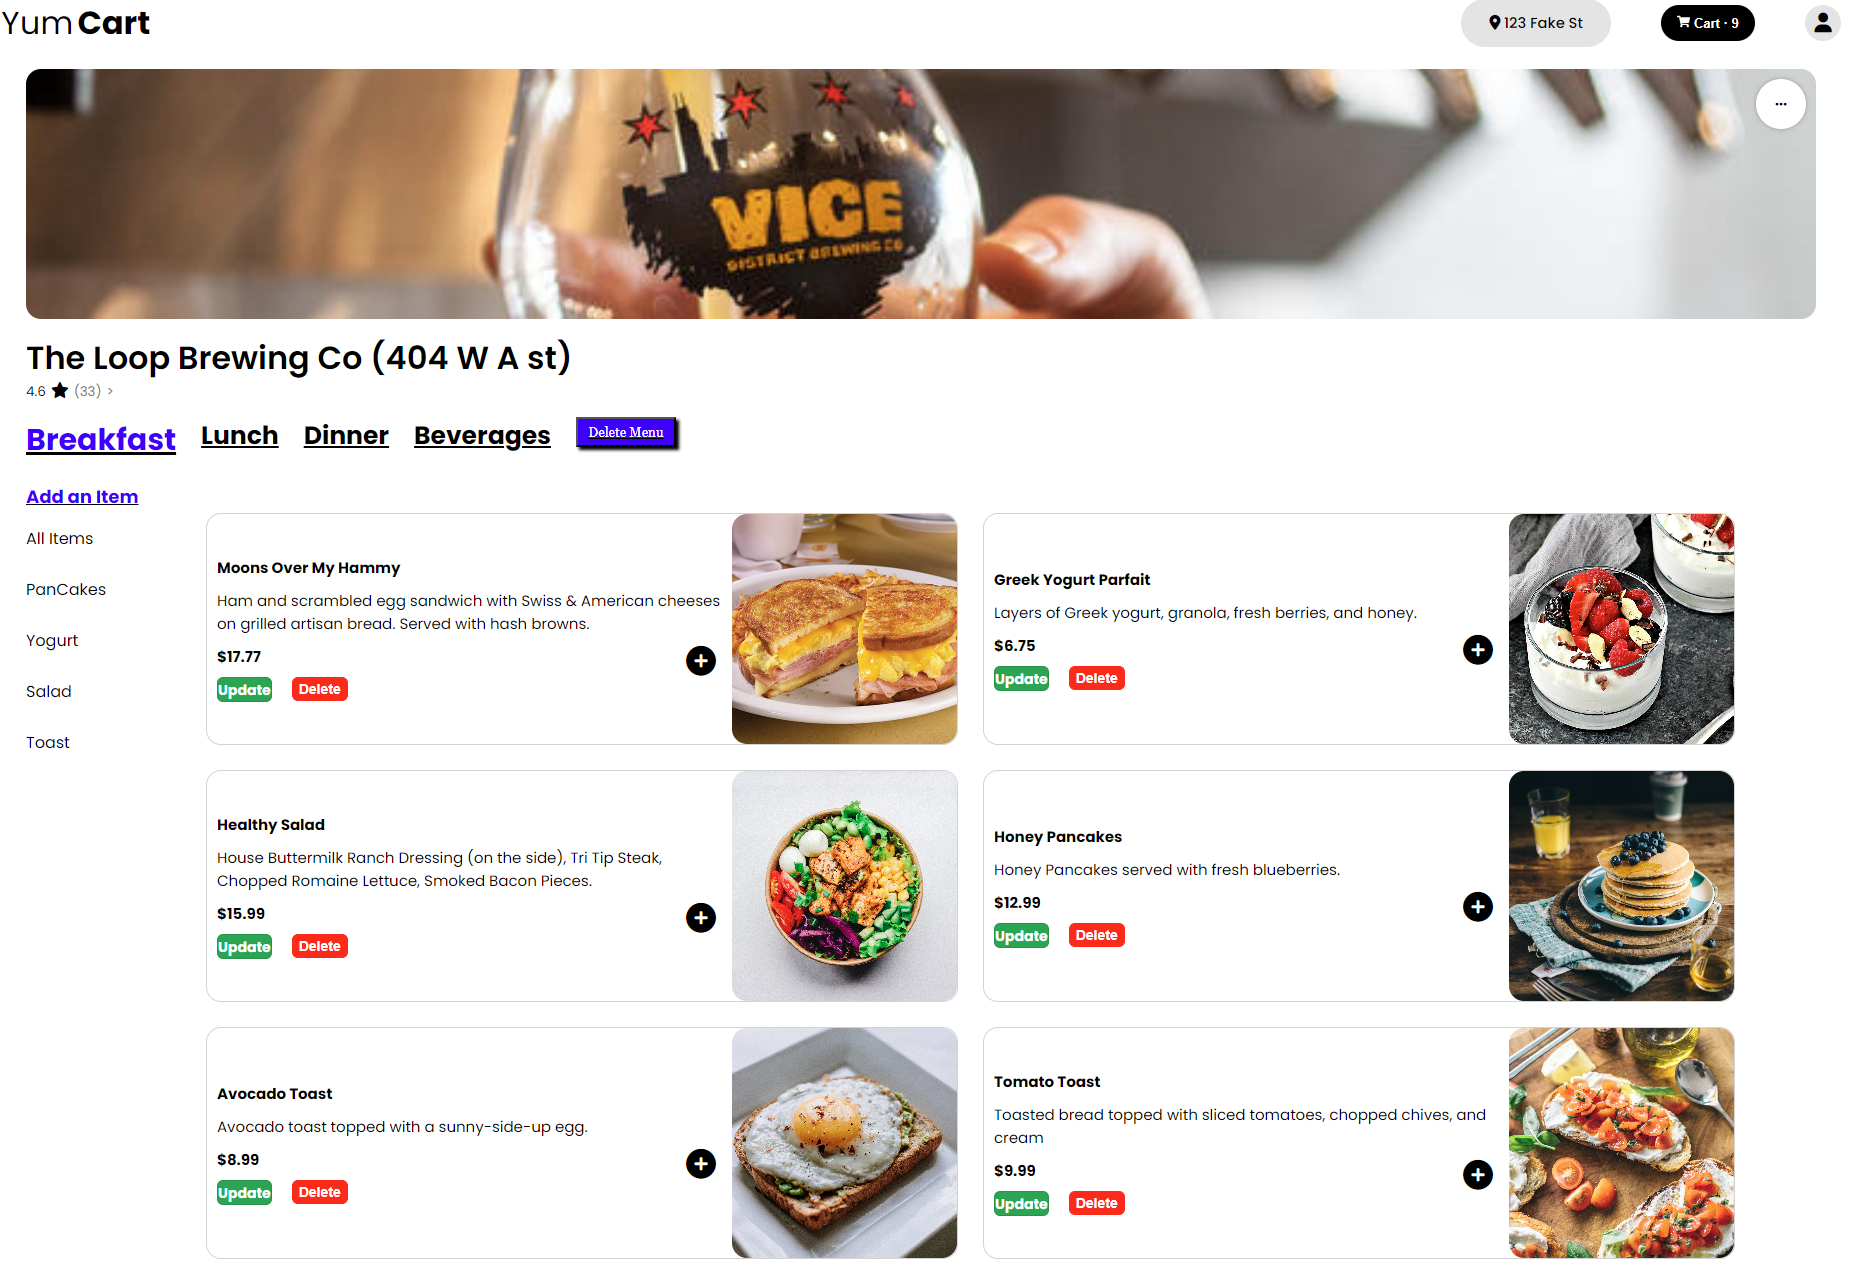 Yum Cart
123 Fake St
Cart · 9
VICE
DISTRICT BREWING CO
The Loop Brewing Co (404 W A st)
4.6 (33) >
Breakfast Lunch Dinner Beverages Delete Menu
Add an Item
All Items
PanCakes
Yogurt
Salad
Toast
Moons Over My Hammy
Ham and scrambled egg sandwich with Swiss & American cheeses
on grilled artisan bread. Served with hash browns.
$17.77
Update Delete
Greek Yogurt Parfait
Layers of Greek yogurt, granola, fresh berries, and honey.
$6.75
Update Delete
Healthy Salad
House Buttermilk Ranch Dressing (on the side), Tri Tip Steak,
Chopped Romaine Lettuce, Smoked Bacon Pieces.
$15.99
Update Delete
Honey Pancakes
Honey Pancakes served with fresh blueberries.
$12.99
Update Delete
Avocado Toast
Avocado toast topped with a sunny-side-up egg.
$8.99
Update Delete
Tomato Toast
Toasted bread topped with sliced tomatoes, chopped chives, and
cream
$9.99
Update Delete